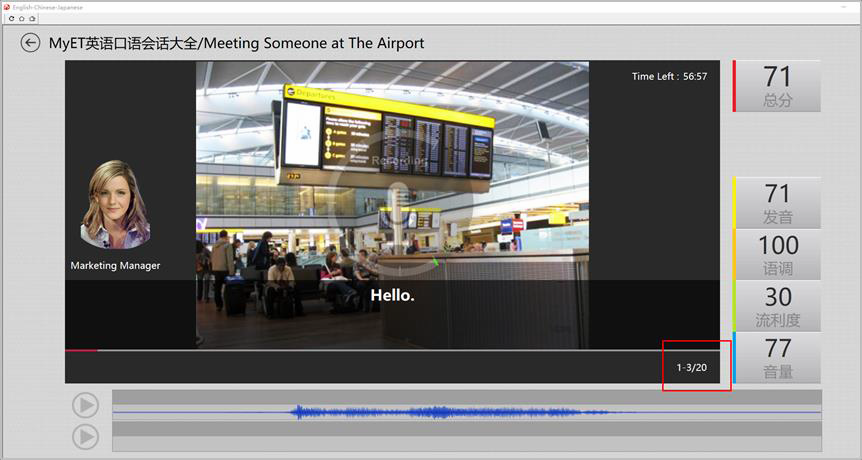 English-Chinese-Japanese
MyET英语口语会话大全/Meeting Someone at The Airport
Time Left : 56:57
Departures
Recording
Marketing Manager
Hello.
1-3/20
71
总分
71
发音
100
语调
30
流利度
77
音量